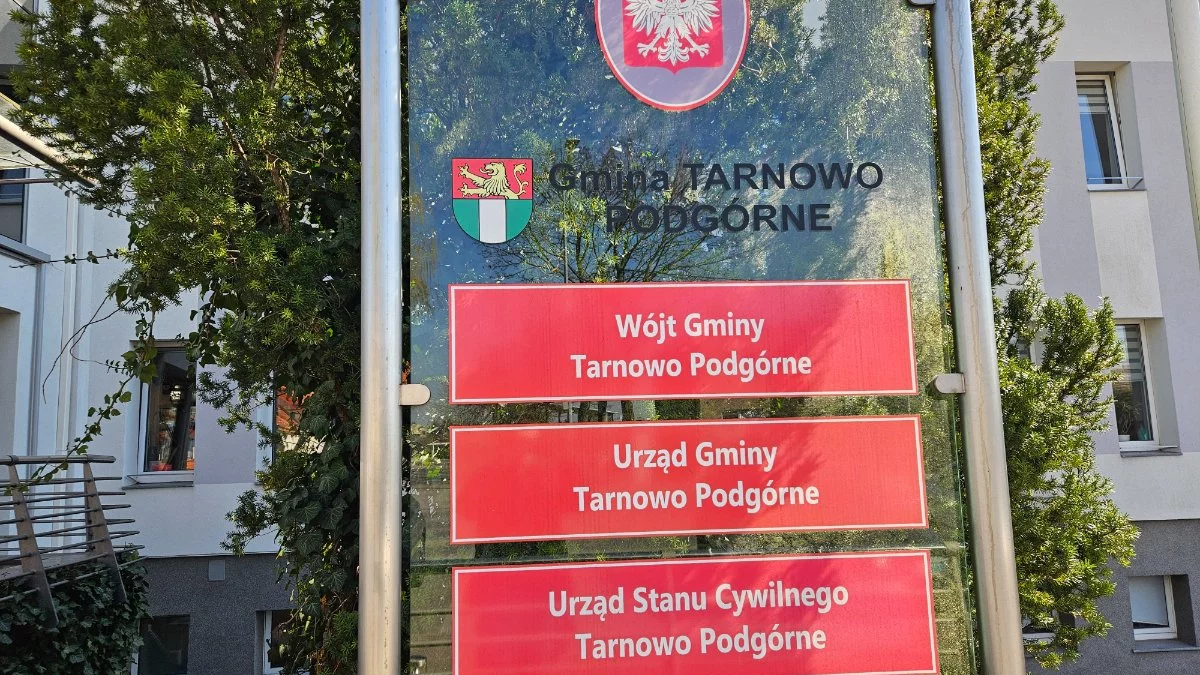 Gmina TARNOWO
PODGÓRNE
Wójt Gminy
Tarnowo Podgórne
Urząd Gminy
Tarnowo Podgórne
Urząd Stanu Cywilnego
Tarnowo Podgórne